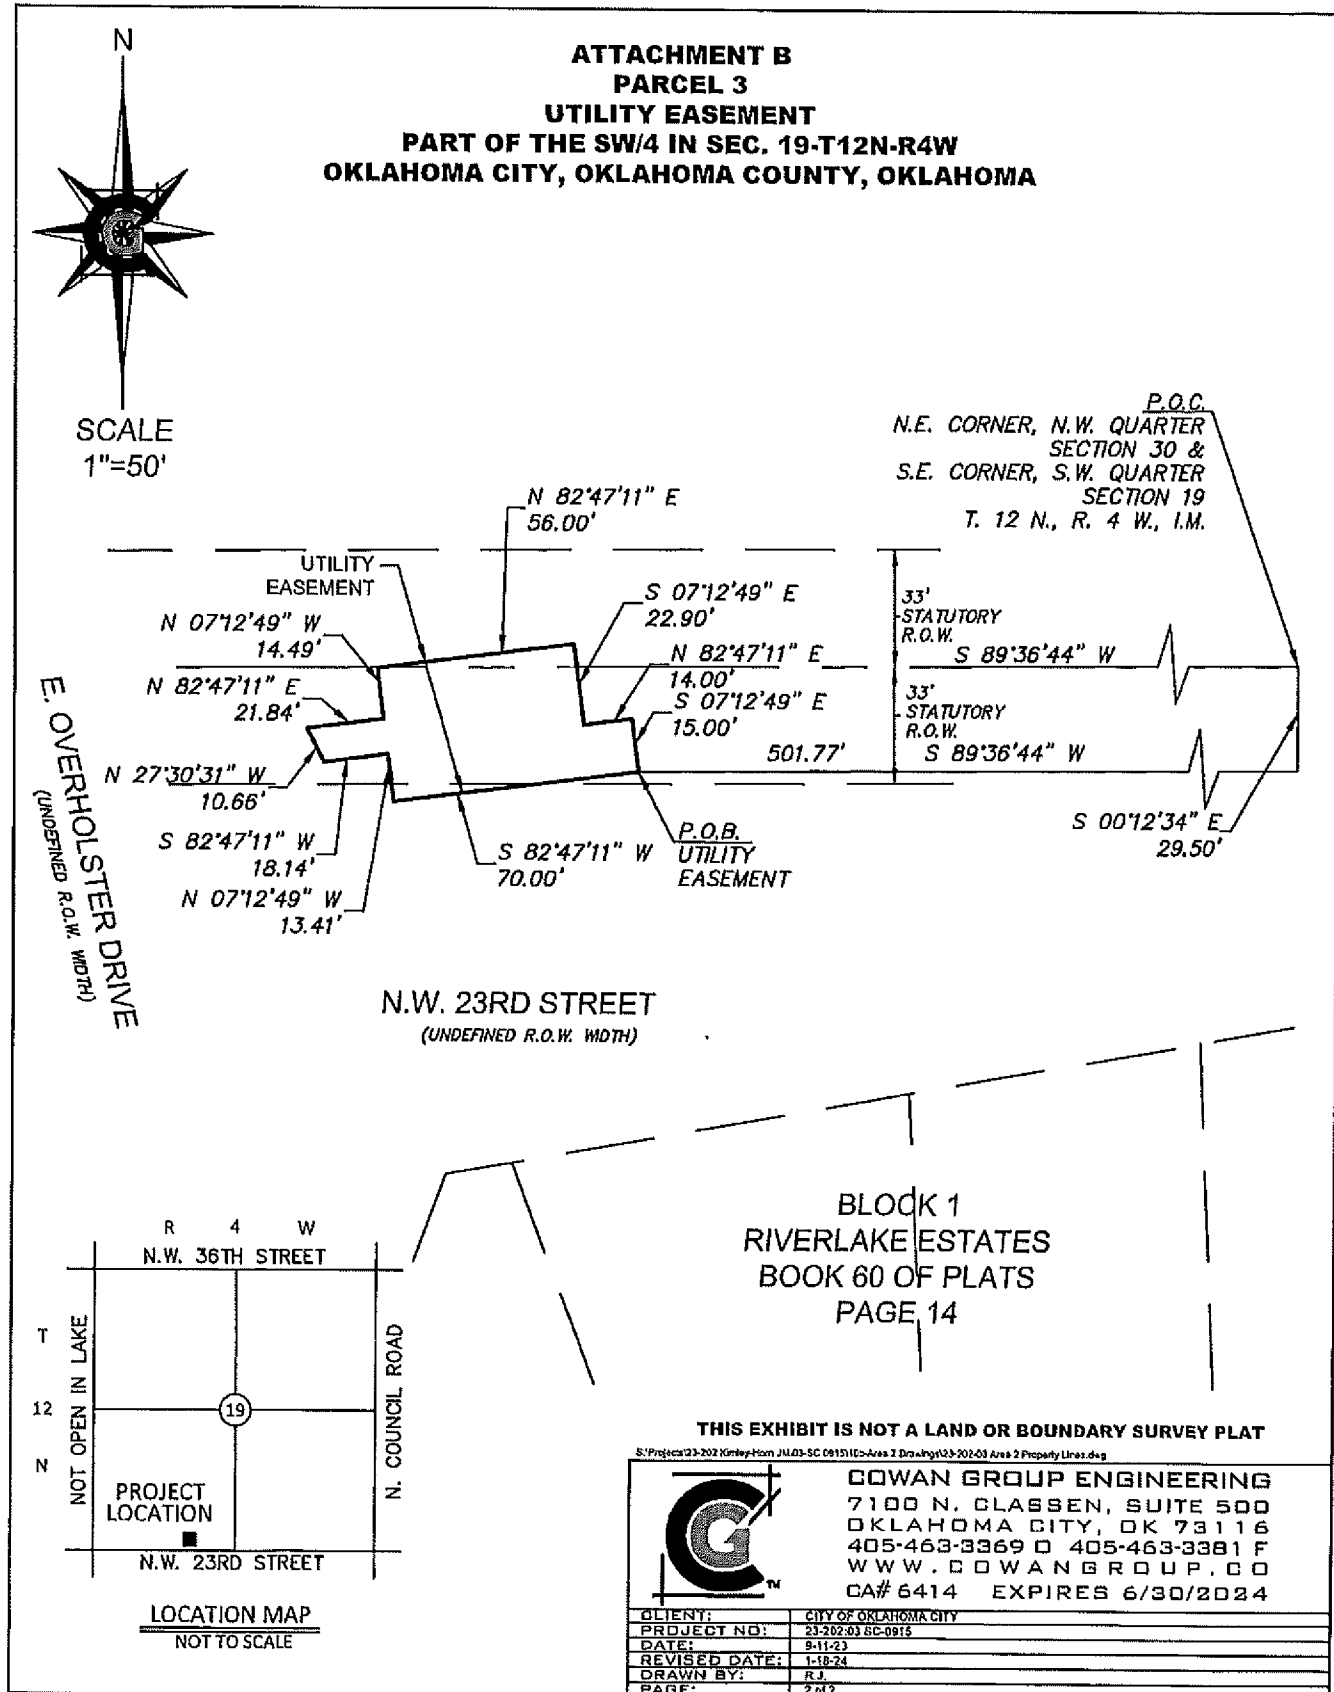 N
ATTACHMENT B
PARCEL 3
UTILITY EASEMENT
PART OF THE SW/4 IN SEC. 19-T12N-R4W
OKLAHOMA CITY, OKLAHOMA COUNTY, OKLAHOMA
SCALE
1"=50'
P.O.C.
N.E. CORNER, N.W. QUARTER
SECTION 30 &
S.E. CORNER, S.W. QUARTER
SECTION 19
T. 12 N., R. 4 W., I.M.
N 82°47'11" E
56.00'
UTILITY
EASEMENT
S 07°12'49" E
22.90'
N 07°12'49" W
14.49'
N 82°47'11" E
14.00'
N 82°47'11" E
21.84'
S 07°12'49" E
15.00'
33'
STATUTORY
R.O.W.
S 89°36'44" W
33'
STATUTORY
R.O.W.
501.77'
S 89°36'44" W
N 27°30'31" W
10.66'
S 82°47'11" W
18.14'
N 07°12'49" W
13.41'
S 82°47'11" W
70.00'
P.O.B.
UTILITY
EASEMENT
S 00°12'34" E
29.50'
E. OVERHOLSTER DRIVE
(UNDEFINED R.O.W. WIDTH)
N.W. 23RD STREET
(UNDEFINED R.O.W. WIDTH)
BLOCK 1
RIVERLAKE ESTATES
BOOK 60 OF PLATS
PAGE 14
R 4 W
N.W. 36TH STREET
T
12
N
NOT OPEN IN LAKE
19
N. COUNCIL ROAD
PROJECT
LOCATION
N.W. 23RD STREET
LOCATION MAP
NOT TO SCALE
THIS EXHIBIT IS NOT A LAND OR BOUNDARY SURVEY PLAT
G
TM
COWAN GROUP ENGINEERING
7100 N. CLASSEN, SUITE 500
OKLAHOMA CITY, OK 73116
405-463-3369 O 405-463-3381 F
WWW.COWANGROUP.CO
CA# 6414 EXPIRES 6/30/2024
CLIENT: CITY OF OKLAHOMA CITY
PROJECT NO: 23-202:03 SC-0915
DATE: 9-11-23
REVISED DATE: 1-18-24
DRAWN BY: R.J.
PAGE: